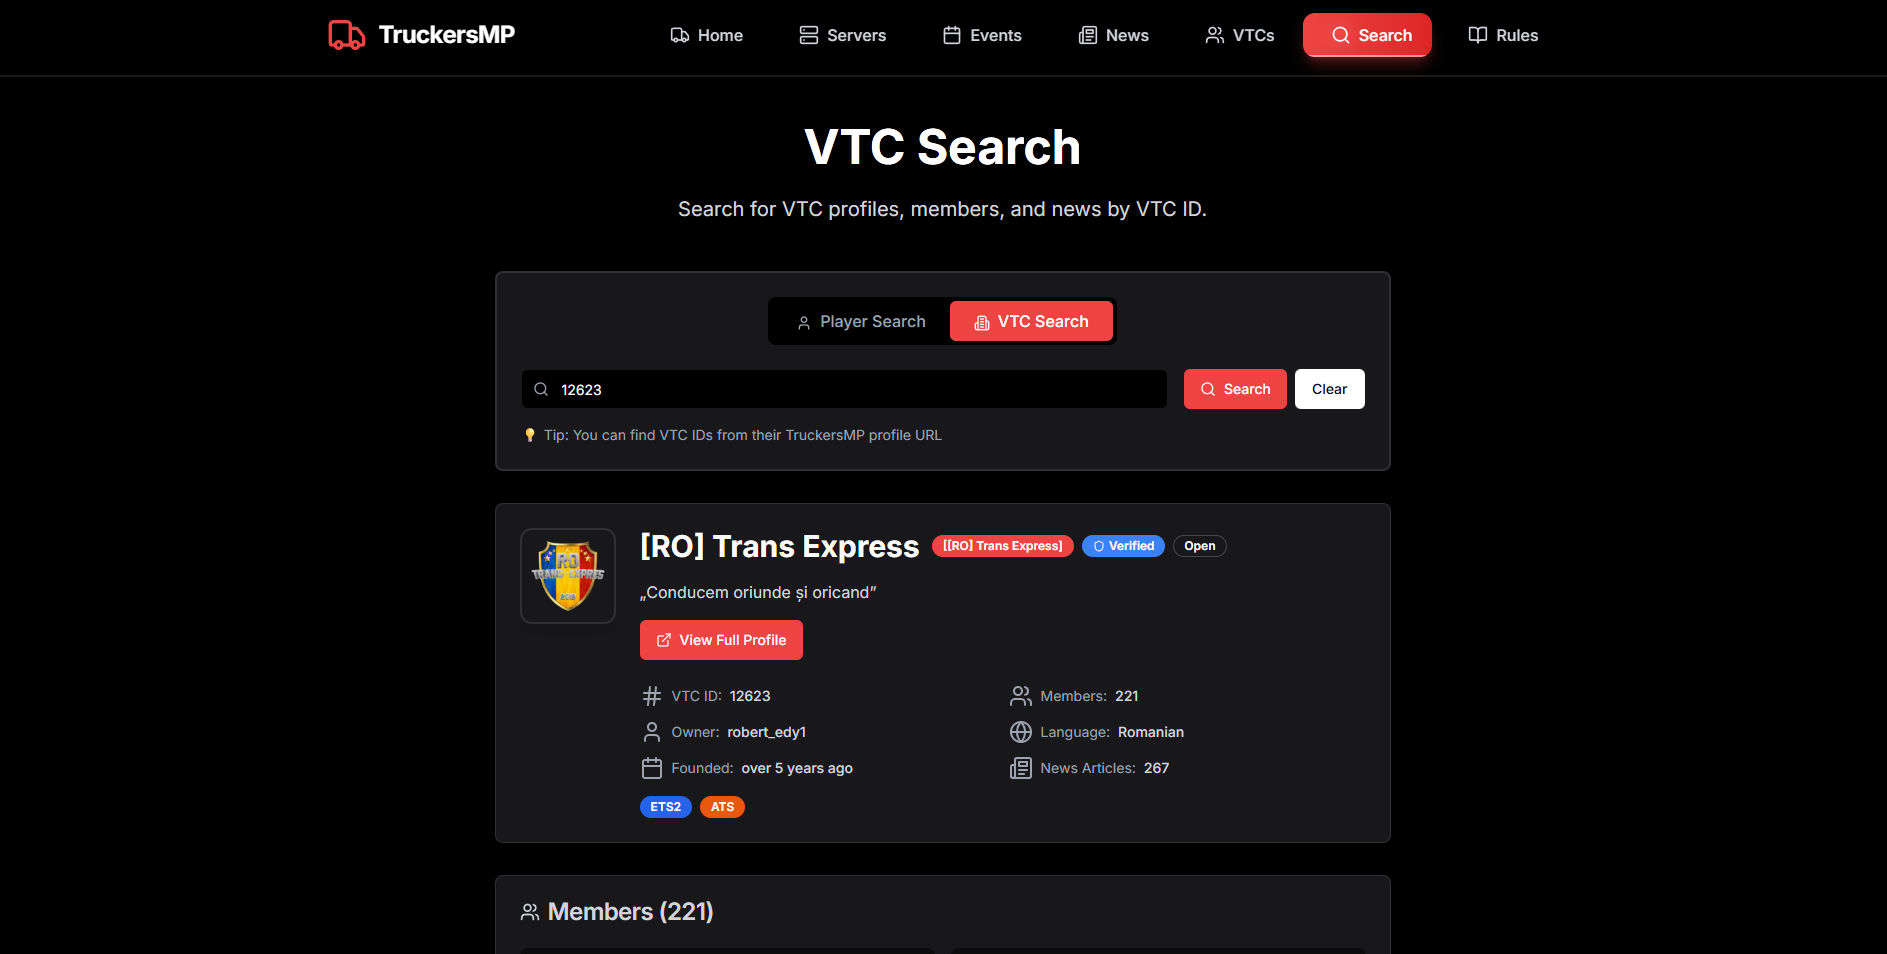 TruckersMP
Home
Servers
Events
News
VTCs
Search
Rules
VTC Search
Search for VTC profiles, members, and news by VTC ID.
Player Search
VTC Search
12623
Search
Clear
Tip: You can find VTC IDs from their TruckersMP profile URL
RO
TRANS EXPRES
[RO] Trans Express
[[RO] Trans Express]
Verified
Open
„Conducem oriunde și oricand”
View Full Profile
VTC ID: 12623
Members: 221
Owner: robert_edy1
Language: Romanian
Founded: over 5 years ago
News Articles: 267
ETS2
ATS
Members (221)